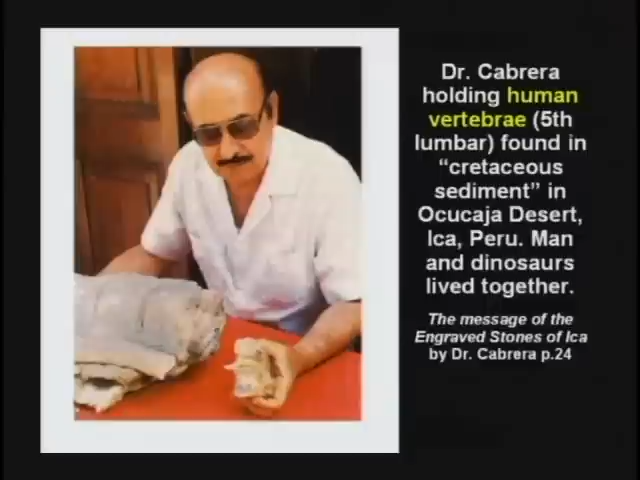 Dr. Cabrera
holding human
vertebrae (5th
lumbar) found in
“cretaceous
sediment” in
Ocucaja Desert,
Ica, Peru. Man
and dinosaurs
lived together.
The message of the
Engraved Stones of Ica
by Dr. Cabrera p.24